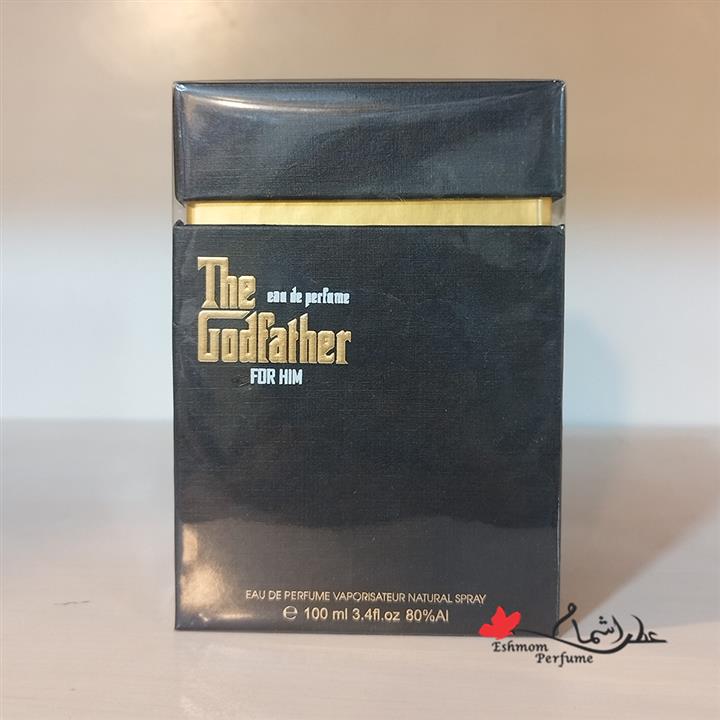 The
eau de perfume
Godfather
FOR HIM
EAU DE PERFUME VAPORISATEUR NATURAL SPRAY
℮ 100 ml 3.4fl.oz 80%Al
عطر اشمام
Eshmom
Perfume